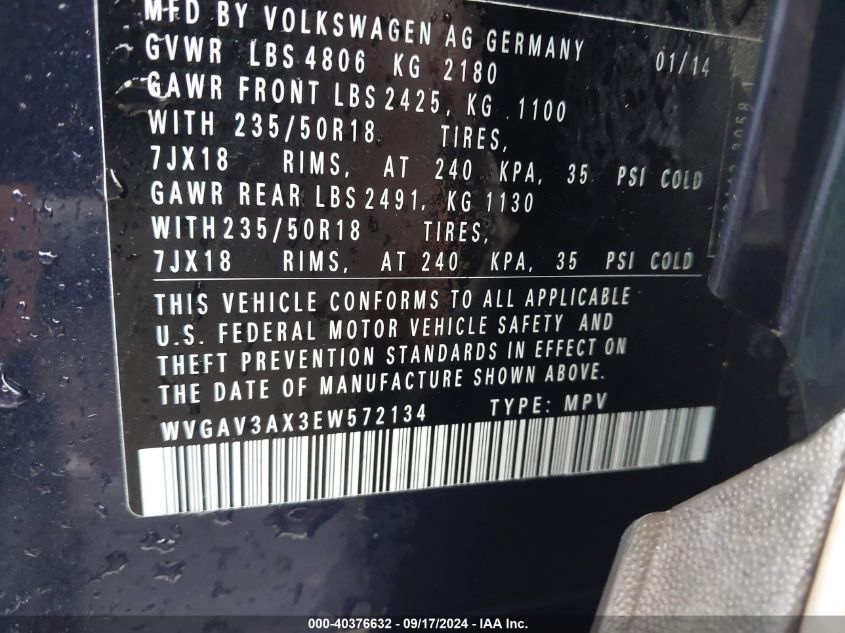 MFD BY VOLKSWAGEN AG GERMANY
01/14
GVWR LBS 4806 KG 2180
GAWR FRONT LBS 2425, KG 1100
WITH 235/50R18 TIRES,
7JX18 RIMS, AT 240 KPA, 35 PSI COLD
GAWR REAR LBS 2491, KG 1130
WITH 235/50R18 TIRES,
7JX18 RIMS, AT 240 KPA, 35 PSI COLD
THIS VEHICLE CONFORMS TO ALL APPLICABLE
U.S. FEDERAL MOTOR VEHICLE SAFETY AND
THEFT PREVENTION STANDARDS IN EFFECT ON
THE DATE OF MANUFACTURE SHOWN ABOVE.
WVGAV3AX3EW572134 TYPE: MPV
000-40376632 - 09/17/2024 - IAA Inc.